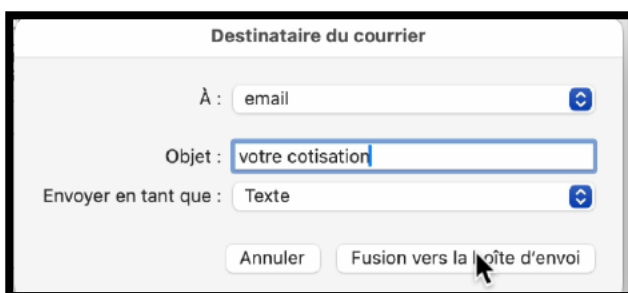 Destinataire du courrier
À : email
Objet : votre cotisation
Envoyer en tant que : Texte
Annuler Fusion vers la boîte d'envoi